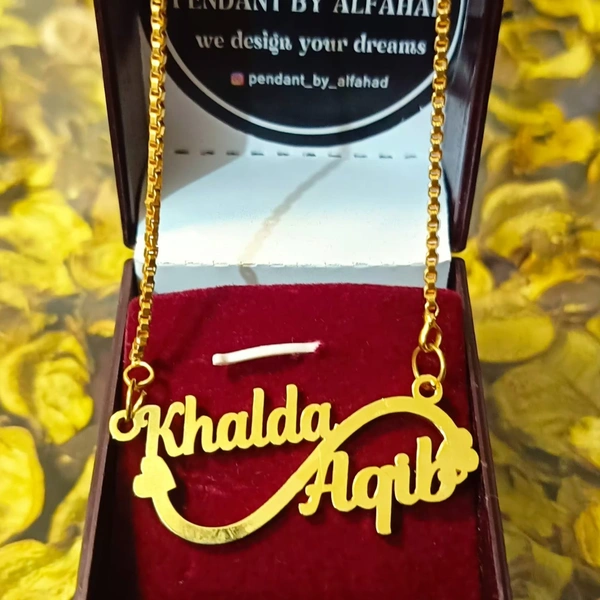 PENDANT BY ALFAHAD
we design your dreams
pendant_by_alfahad
Khalda
Aqib